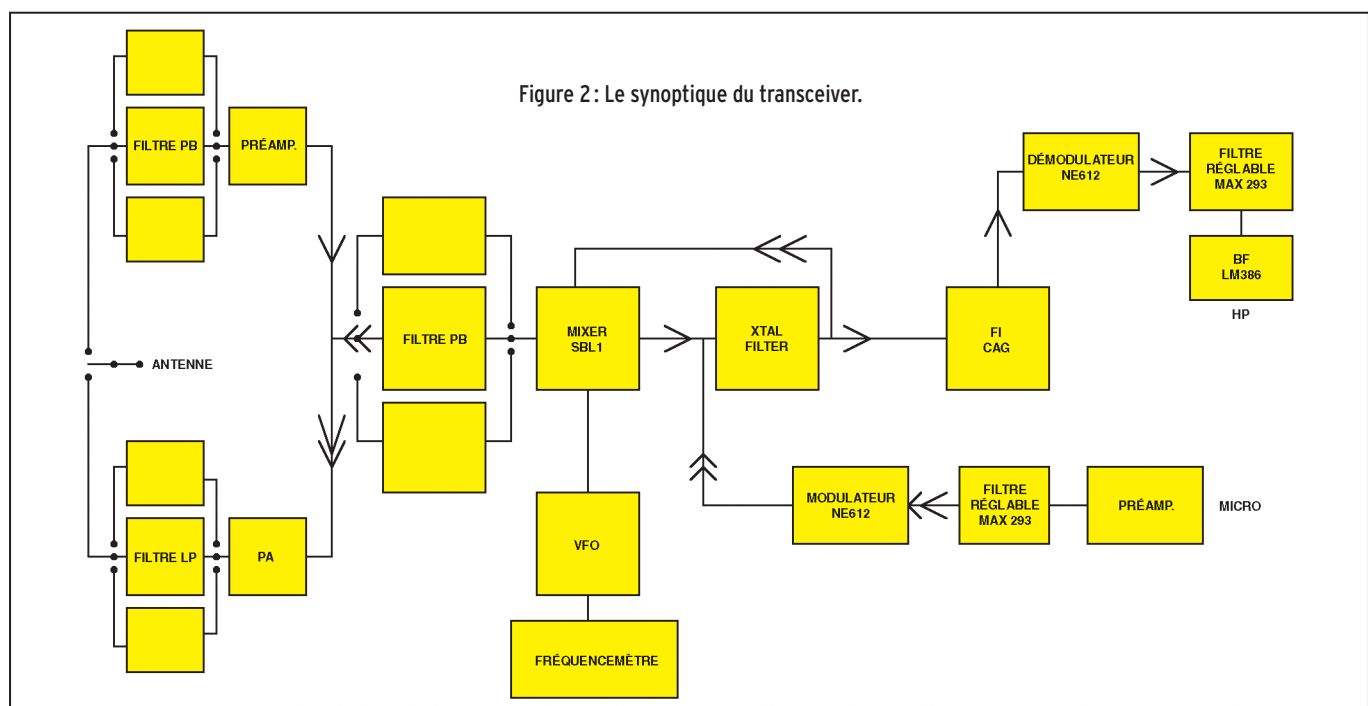 Figure 2 : Le synoptique du transceiver.
FILTRE PB
PRÉAMP.
DÉMODULATEUR
NE612
FILTRE
RÉGLABLE
MAX 293
BF
LM386
HP
FILTRE PB
MIXER
SBL1
XTAL
FILTER
FI
CAG
ANTENNE
FILTRE LP
PA
VFO
MODULATEUR
NE612
FILTRE
RÉGLABLE
MAX 293
PRÉAMP.
MICRO
FRÉQUENCEMÈTRE